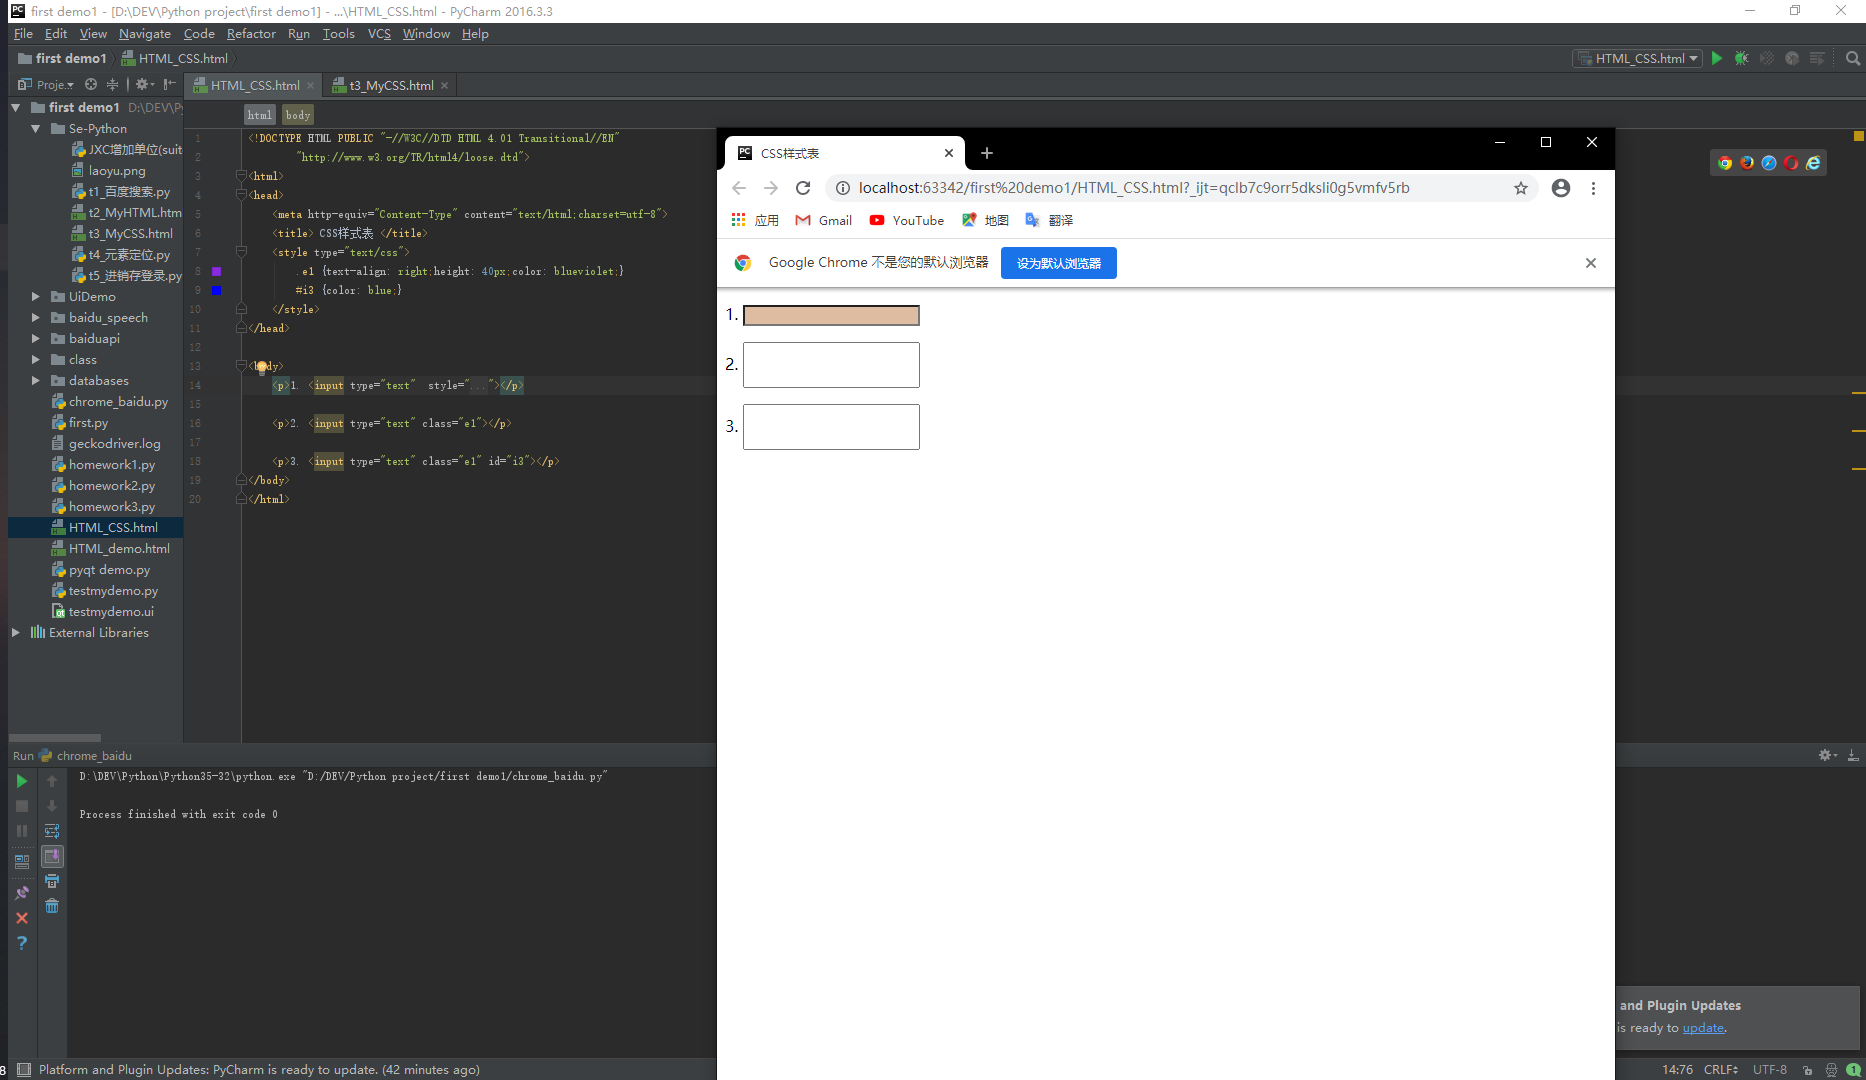 first demo1 - [D:\DEV\Python project\first demo1] - ...\HTML_CSS.html - PyCharm 2016.3.3
File Edit View Navigate Code Refactor Run Tools VCS Window Help
first demo1 HTML_CSS.html
HTML_CSS.html
Proje..
HTML_CSS.html
t3_MyCSS.html
html body
first demo1 D:\DEV\Py
Se-Python
JXC增加单位(suit
laoyu.png
t1_百度搜索.py
t2_MyHTML.htm
t3_MyCSS.html
t4_元素定位.py
t5_进销存登录.py
UiDemo
baidu_speech
baiduapi
class
databases
chrome_baidu.py
first.py
geckodriver.log
homework1.py
homework2.py
homework3.py
HTML_CSS.html
HTML_demo.html
pyqt demo.py
testmydemo.py
testmydemo.ui
External Libraries
1 <!DOCTYPE HTML PUBLIC "-//W3C//DTD HTML 4.01 Transitional//EN"
2 "http://www.w3.org/TR/html4/loose.dtd">
3 <html>
4 <head>
5 <meta http-equiv="Content-Type" content="text/html;charset=utf-8">
6 <title> CSS样式表 </title>
7 <style type="text/css">
8 .e1 {text-align: right;height: 40px;color: blueviolet;}
9 #i3 {color: blue;}
10 </style>
11 </head>
12
13 <body>
14 <p>1. <input type="text" style="..."></p>
15
16 <p>2. <input type="text" class="e1"></p>
17
18 <p>3. <input type="text" class="e1" id="i3"></p>
19 </body>
20 </html>
CSS样式表
localhost:63342/first%20demo1/HTML_CSS.html?_ijt=qclb7c9orr5dksli0g5vmfv5rb
应用 Gmail YouTube 地图 翻译
Google Chrome 不是您的默认浏览器 设为默认浏览器
1.
2.
3.
Run chrome_baidu
D:\DEV\Python\Python35-32\python.exe "D:/DEV/Python project/first demo1/chrome_baidu.py"
Process finished with exit code 0
and Plugin Updates
is ready to update.
8 Platform and Plugin Updates: PyCharm is ready to update. (42 minutes ago)
14:76 CRLF UTF-8 1